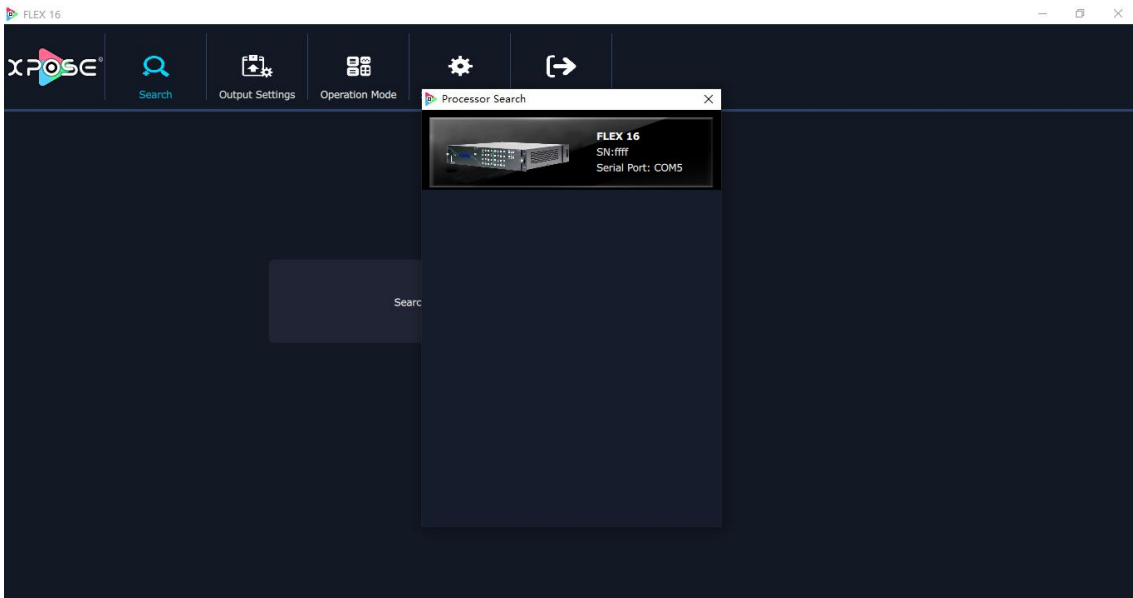 FLEX 16
XPOSE®
Search
Output Settings
Operation Mode
Processor Search
FLEX 16
SN:ffff
Serial Port: COM5
Searc